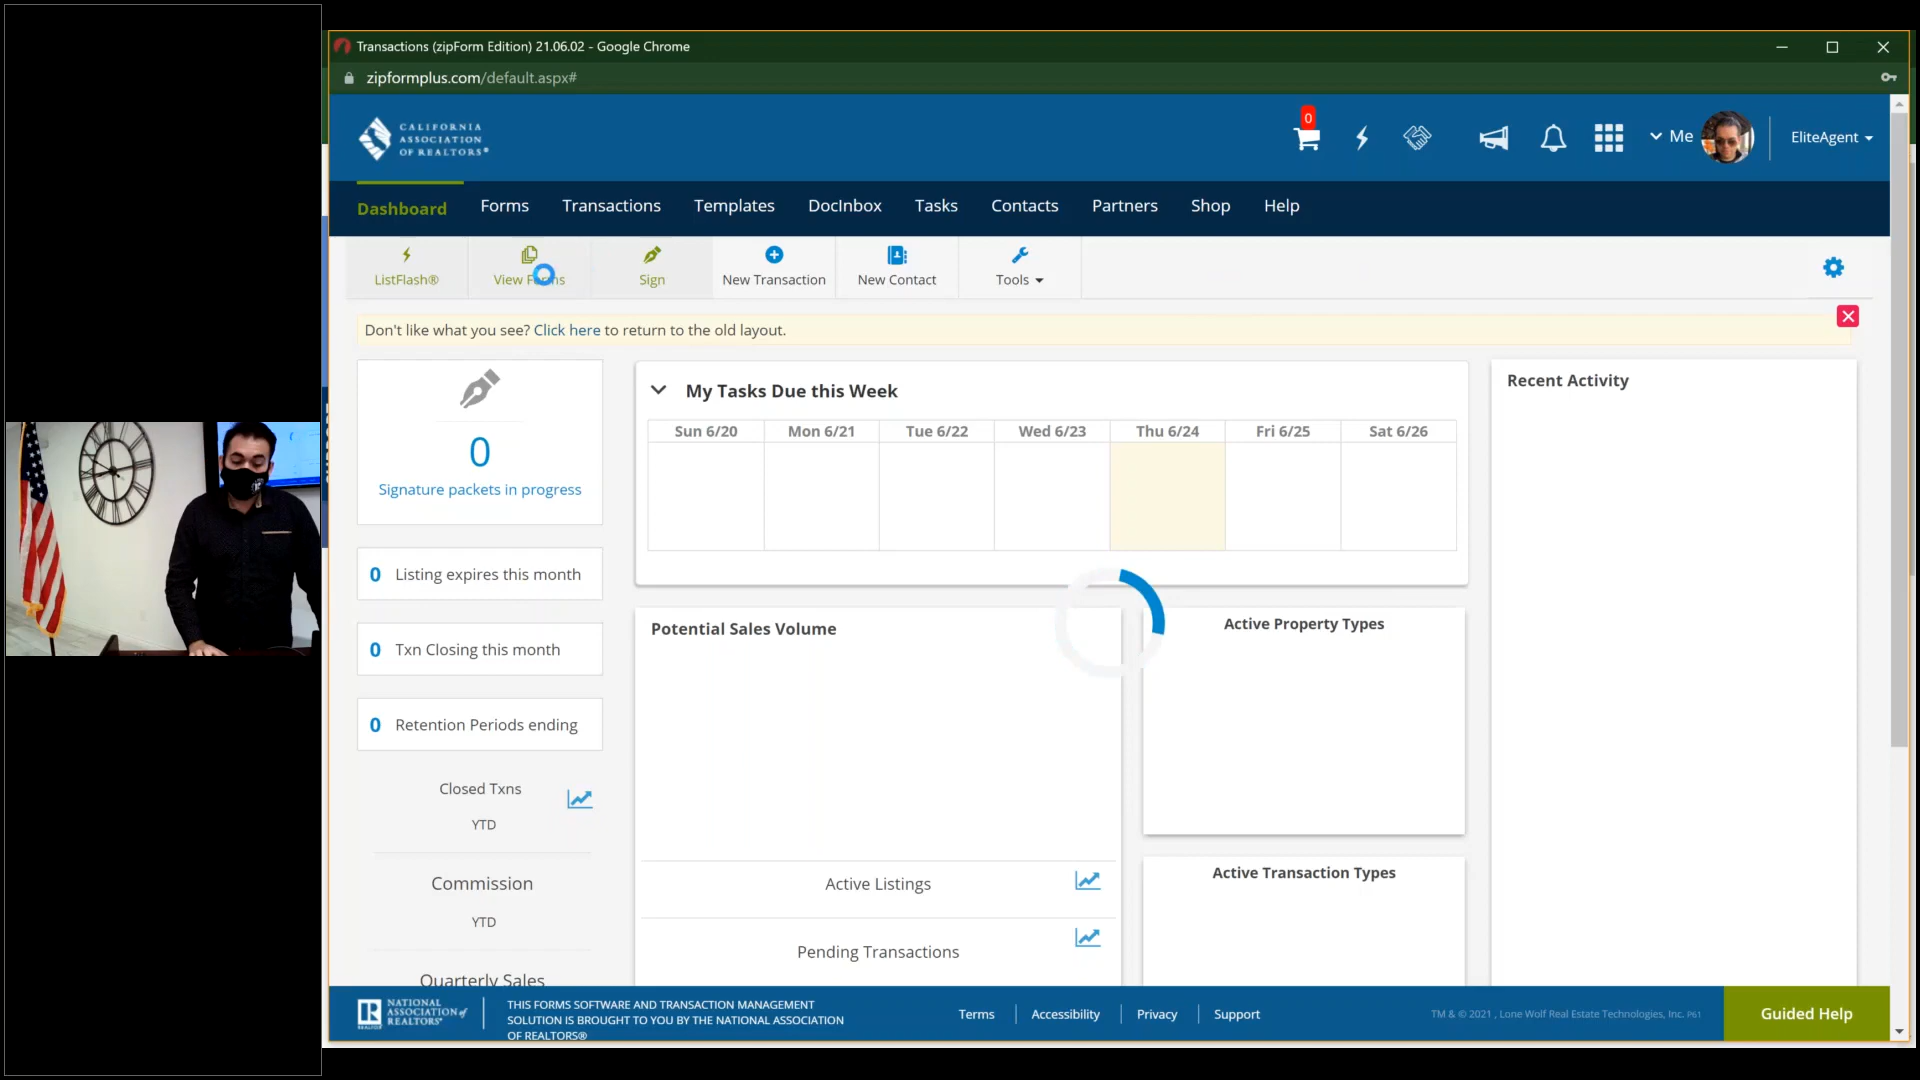 Transactions (zipForm Edition) 21.06.02 - Google Chrome
zipformplus.com/default.aspx#
CALIFORNIA
ASSOCIATION
OF REALTORS®
0
Me
EliteAgent
Dashboard
Forms
Transactions
Templates
DocInbox
Tasks
Contacts
Partners
Shop
Help
ListFlash®
View Forms
Sign
New Transaction
New Contact
Tools
Don't like what you see? Click here to return to the old layout.
0
Signature packets in progress
0 Listing expires this month
0 Txn Closing this month
0 Retention Periods ending
Closed Txns
YTD
Commission
YTD
Quarterly Sales
My Tasks Due this Week
Sun 6/20
Mon 6/21
Tue 6/22
Wed 6/23
Thu 6/24
Fri 6/25
Sat 6/26
Potential Sales Volume
Active Listings
Pending Transactions
Active Property Types
Active Transaction Types
Recent Activity
R
REALTOR®
NATIONAL
ASSOCIATION of
REALTORS®
THIS FORMS SOFTWARE AND TRANSACTION MANAGEMENT
SOLUTION IS BROUGHT TO YOU BY THE NATIONAL ASSOCIATION
OF REALTORS®
Terms
Accessibility
Privacy
Support
TM & © 2021 , Lone Wolf Real Estate Technologies, Inc. P61
Guided Help